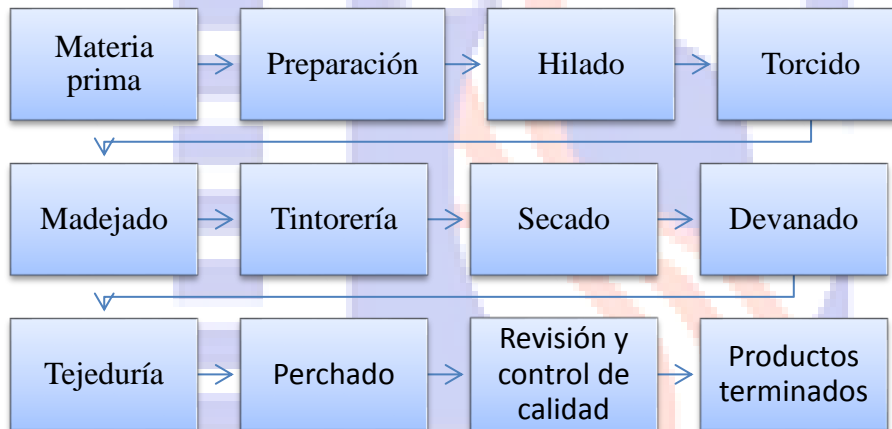 Materia
prima
Preparación
Hilado
Torcido
Madejado
Tintorería
Secado
Devanado
Tejeduría
Perchado
Revisión y
control de
calidad
Productos
terminados